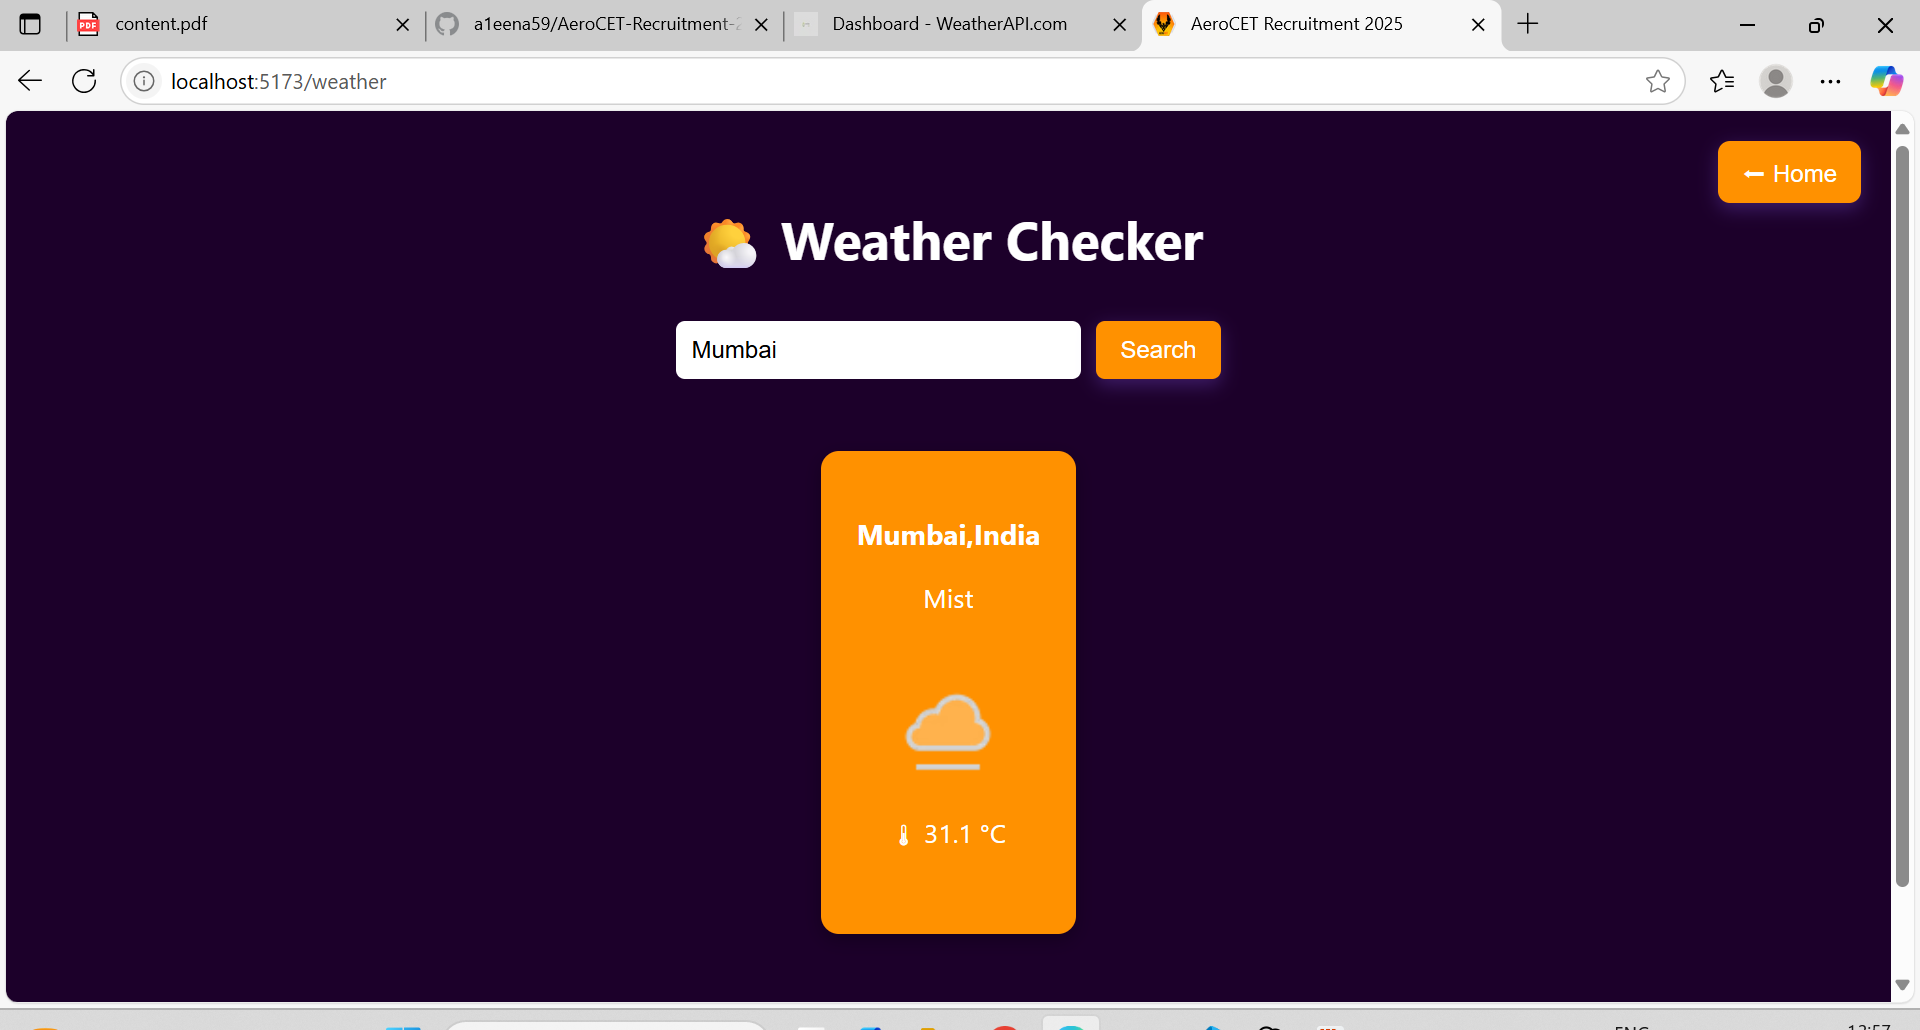 content.pdf
a1eena59/AeroCET-Recruitment-2
Dashboard - WeatherAPI.com
AeroCET Recruitment 2025
localhost:5173/weather
Home
Weather Checker
Mumbai
Search
Mumbai,India
Mist
31.1 °C